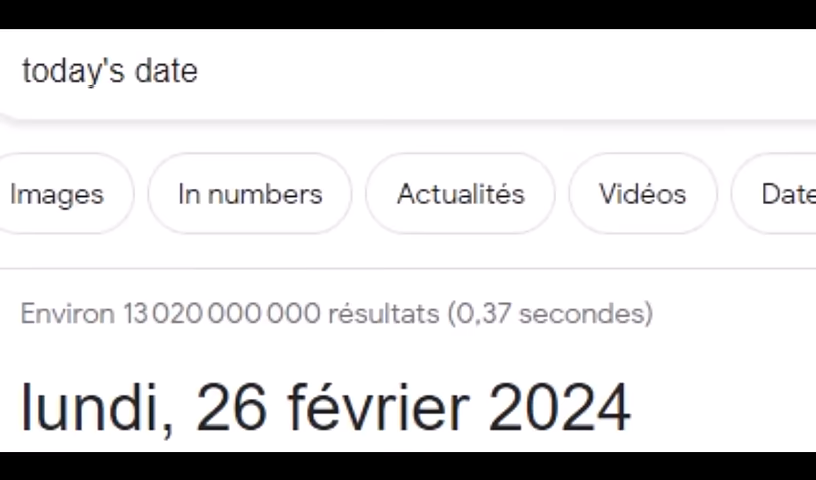 today's date
Images In numbers Actualités Vidéos Date
Environ 13 020 000 000 résultats (0,37 secondes)
lundi, 26 février 2024